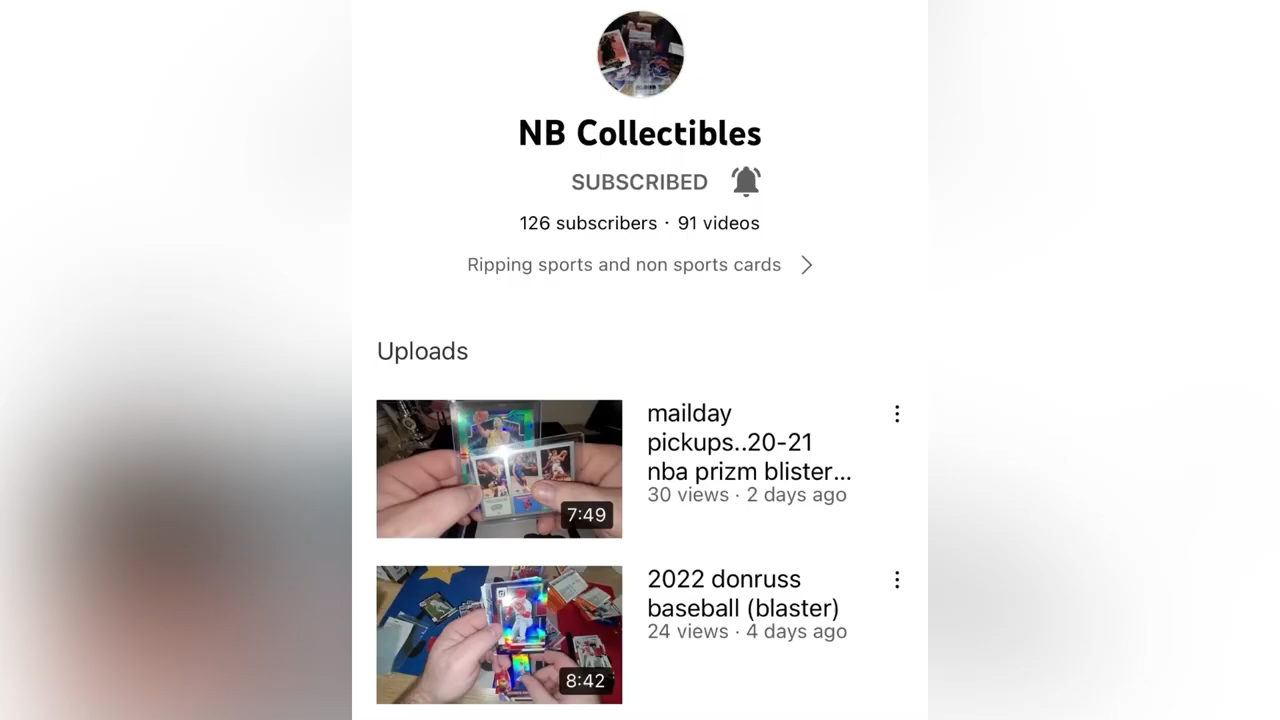 NB Collectibles
SUBSCRIBED
126 subscribers · 91 videos
Ripping sports and non sports cards
Uploads
mailday
pickups..20-21
nba prizm blister...
30 views · 2 days ago
7:49
2022 donruss
baseball (blaster)
24 views · 4 days ago
8:42